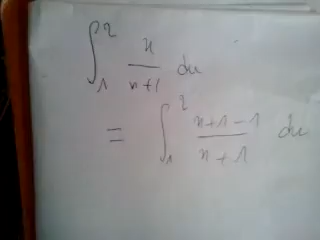 ∫₁² x/(x+1) dx
= ∫₁² (x+1-1)/(x+1) dx